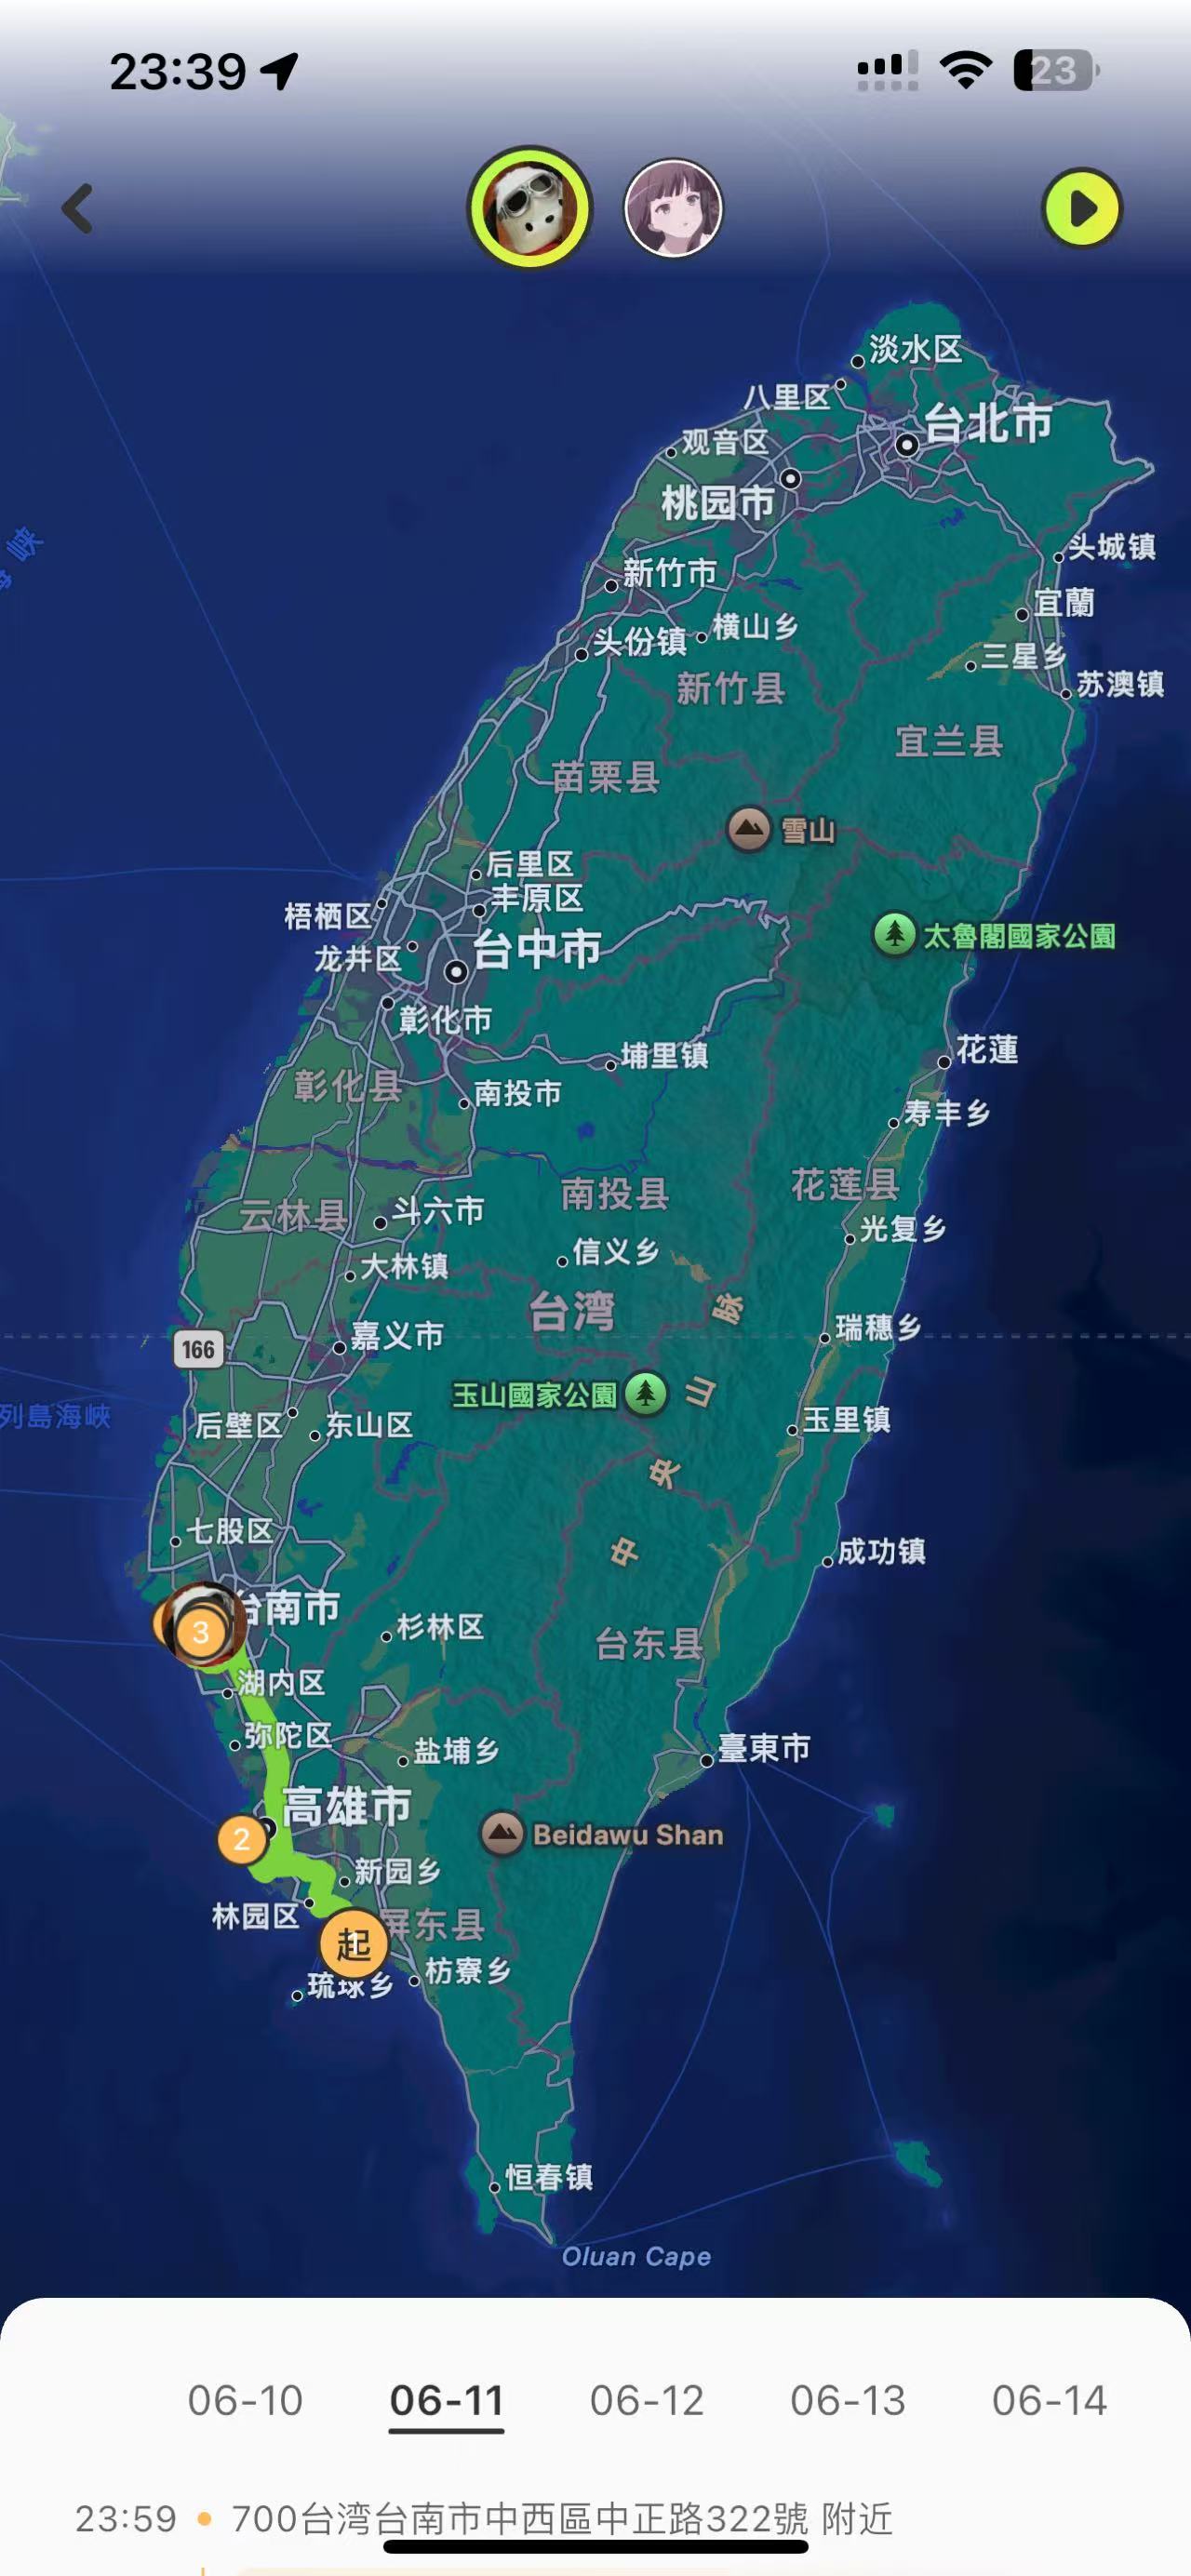 23:39
23
淡水区
八里区
台北市
观音区
桃园市
头城镇
新竹市
宜蘭
横山乡
头份镇
三星乡
苏澳镇
新竹县
宜兰县
苗栗县
雪山
后里区
丰原区
梧栖区
太魯閣國家公園
台中市
龙井区
彰化市
花蓮
埔里镇
彰化县
南投市
寿丰乡
花莲县
南投县
云林县
斗六市
光复乡
信义乡
大林镇
台湾
脉
瑞穗乡
嘉义市
166
玉山國家公園
山
列島海峡
玉里镇
后壁区
东山区
央
七股区
中
成功镇
台南市
3
杉林区
台东县
湖内区
弥陀区
盐埔乡
臺東市
高雄市
2
Beidawu Shan
新园乡
林园区
屏东县
起
枋寮乡
琉球乡
恒春镇
Oluan Cape
06-10
06-11
06-12
06-13
06-14
23:59
700台湾台南市中西區中正路322號 附近